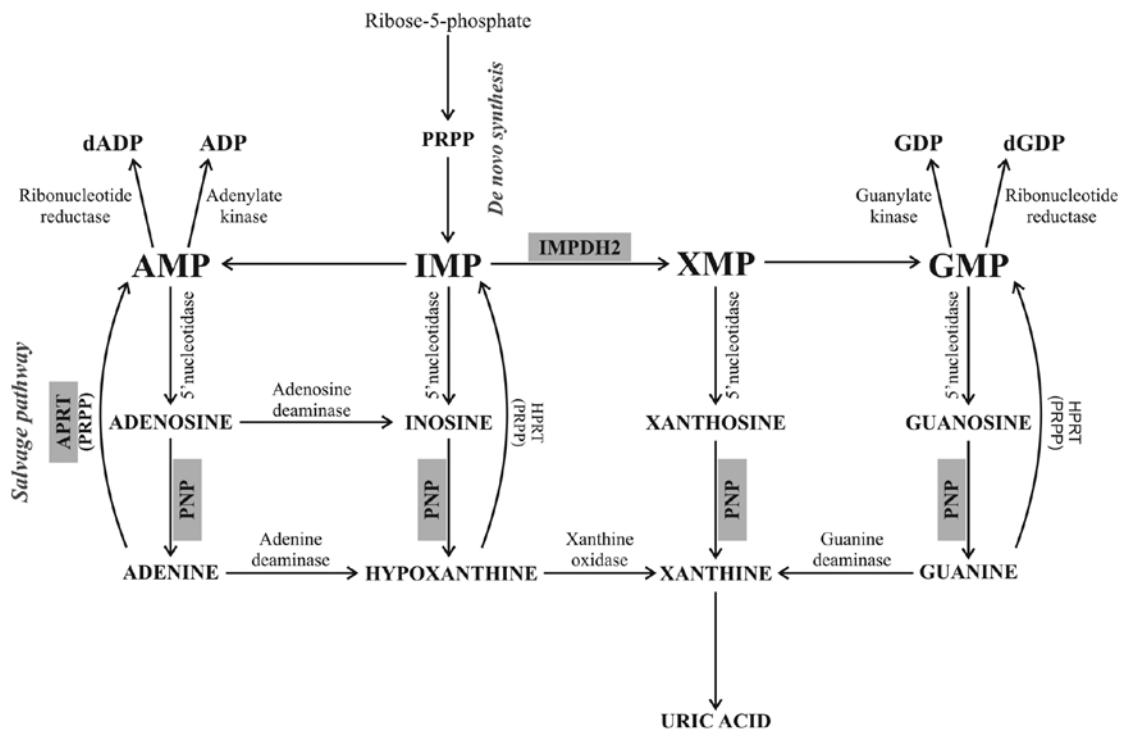 Ribose-5-phosphate
De novo synthesis
PRPP
dADP
ADP
GDP
dGDP
Ribonucleotide
reductase
Adenylate
kinase
Guanylate
kinase
Ribonucleotide
reductase
IMPDH2
AMP
IMP
XMP
GMP
5'nucleotidase
5'nucleotidase
5'nucleotidase
5'nucleotidase
Salvage pathway
APRT
(PRPP)
Adenosine
deaminase
HPRT
(PRPP)
HPRT
(PRPP)
ADENOSINE
INOSINE
XANTHOSINE
GUANOSINE
PNP
PNP
PNP
PNP
Adenine
deaminase
Xanthine
oxidase
Guanine
deaminase
ADENINE
HYPOXANTHINE
XANTHINE
GUANINE
URIC ACID